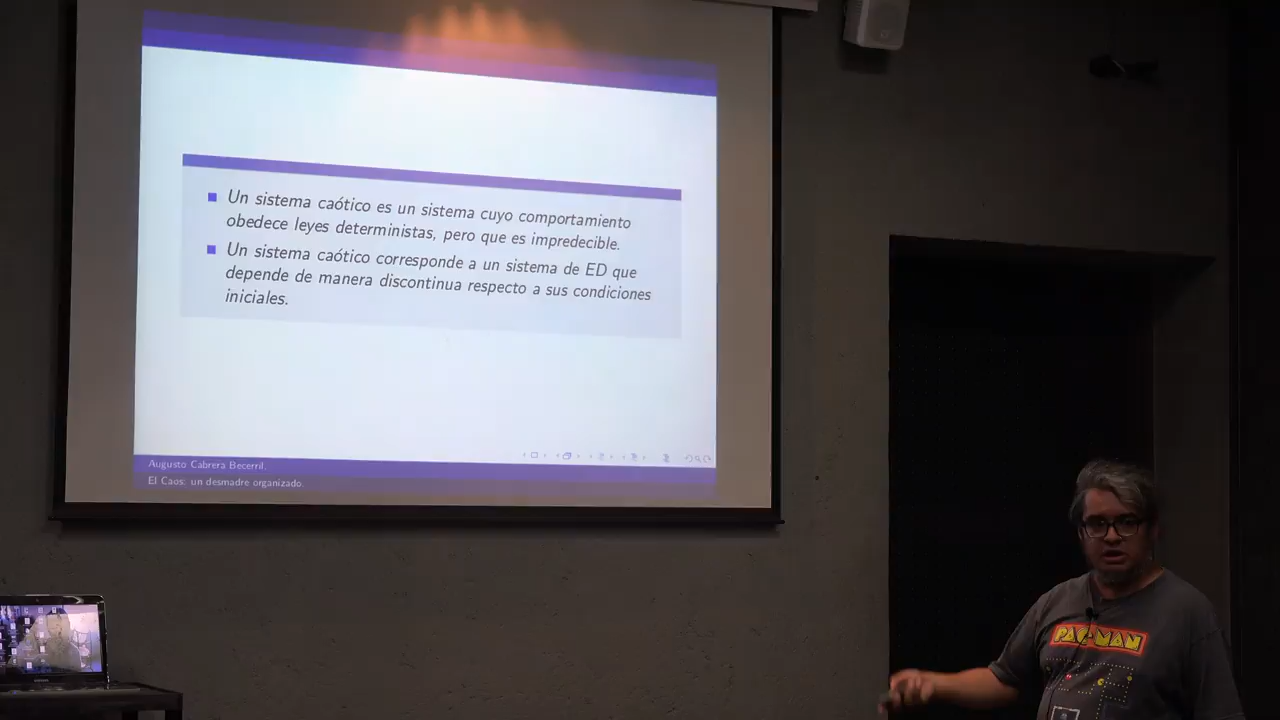 Un sistema caótico es un sistema cuyo comportamiento
obedece leyes deterministas, pero que es impredecible.
Un sistema caótico corresponde a un sistema de ED que
depende de manera discontinua respecto a sus condiciones
iniciales.
Augusto Cabrera Becerril.
El Caos: un desmadre organizado.
PAC-MAN